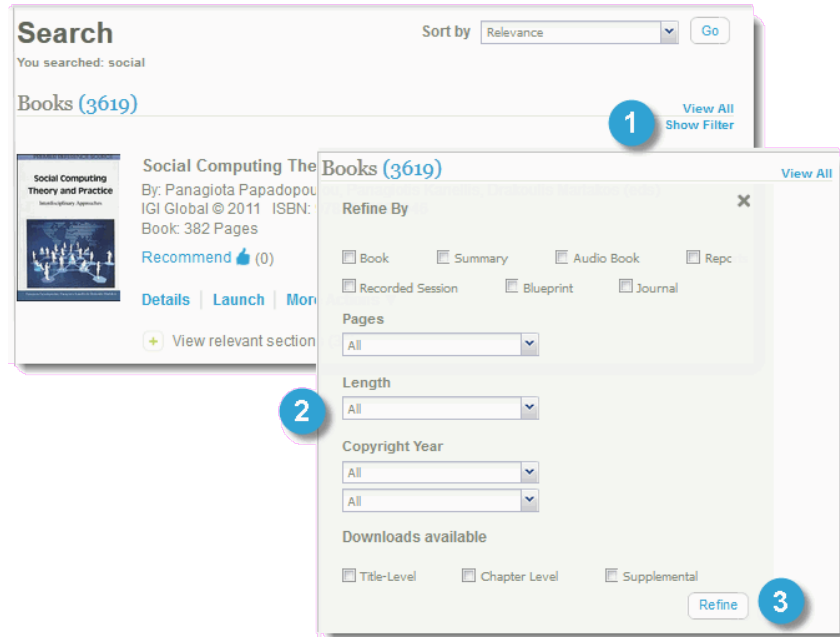 Search
Sort by
Relevance
Go
You searched: social
Books (3619)
View All
1
Show Filter
Social Computing
Theory and Practice
Interdisciplinary Approaches
Social Computing The
By: Panagiota Papadopou
IGI Global © 2011 ISBN:
Book: 382 Pages
Recommend (0)
Details | Launch | More
+ View relevant section
Books (3619)
View All
Refine By
Book
Summary
Audio Book
Recorded Session
Blueprint
Journal
Pages
All
Length
2
All
Copyright Year
All
All
Downloads available
Title-Level
Chapter Level
Supplemental
Refine
3